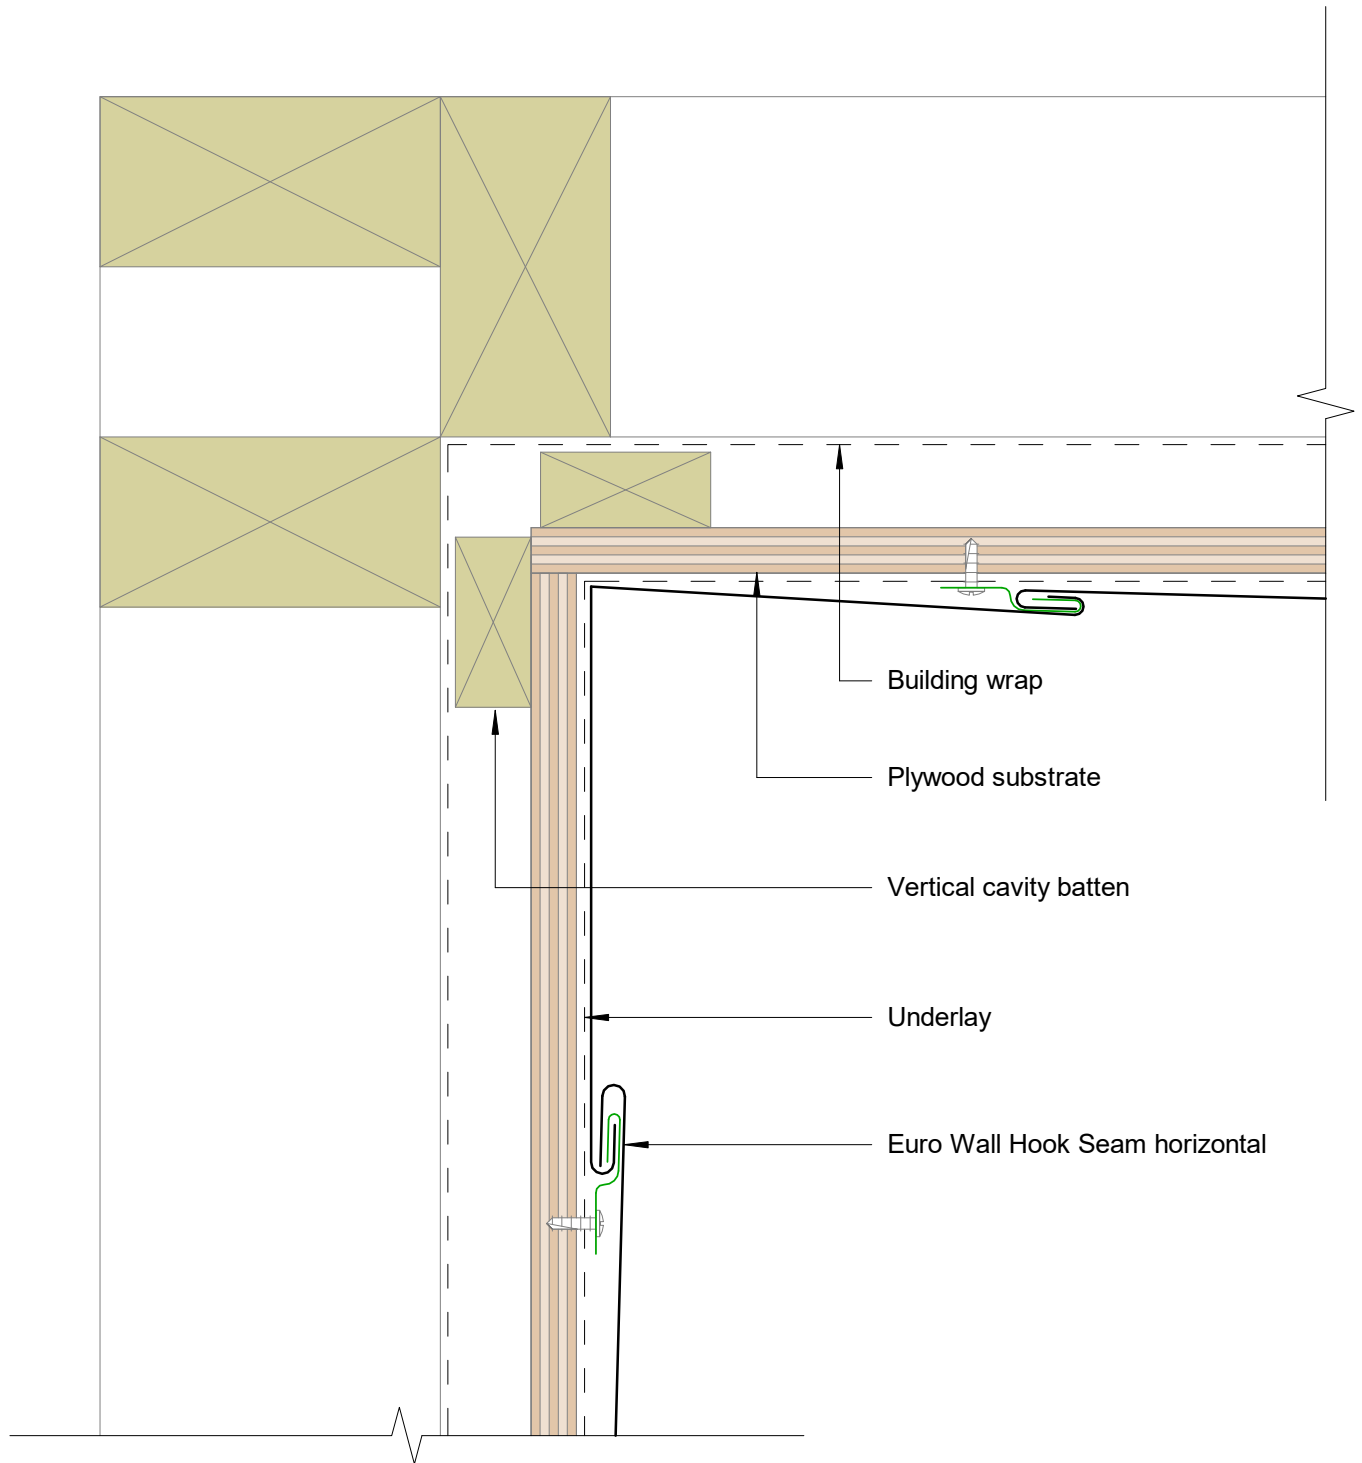 Building wrap
Plywood substrate
Vertical cavity batten
Underlay
Euro Wall Hook Seam horizontal